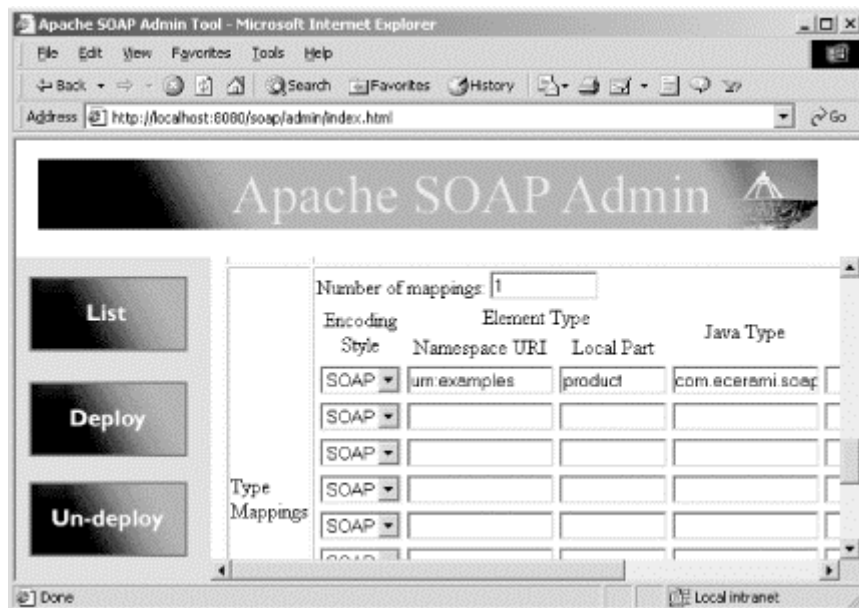 Apache SOAP Admin Tool - Microsoft Internet Explorer
File Edit View Favorites Tools Help
Back Search Favorites History
Address http://localhost:8080/soap/admin/index.html Go
Apache SOAP Admin
List
Deploy
Un-deploy
Number of mappings: 1
Encoding Style
Element Type
Namespace URI Local Part
Java Type
Type Mappings
SOAP urn:examples product com.ecerami.soap
SOAP
SOAP
SOAP
SOAP
SOAP
Done Local intranet